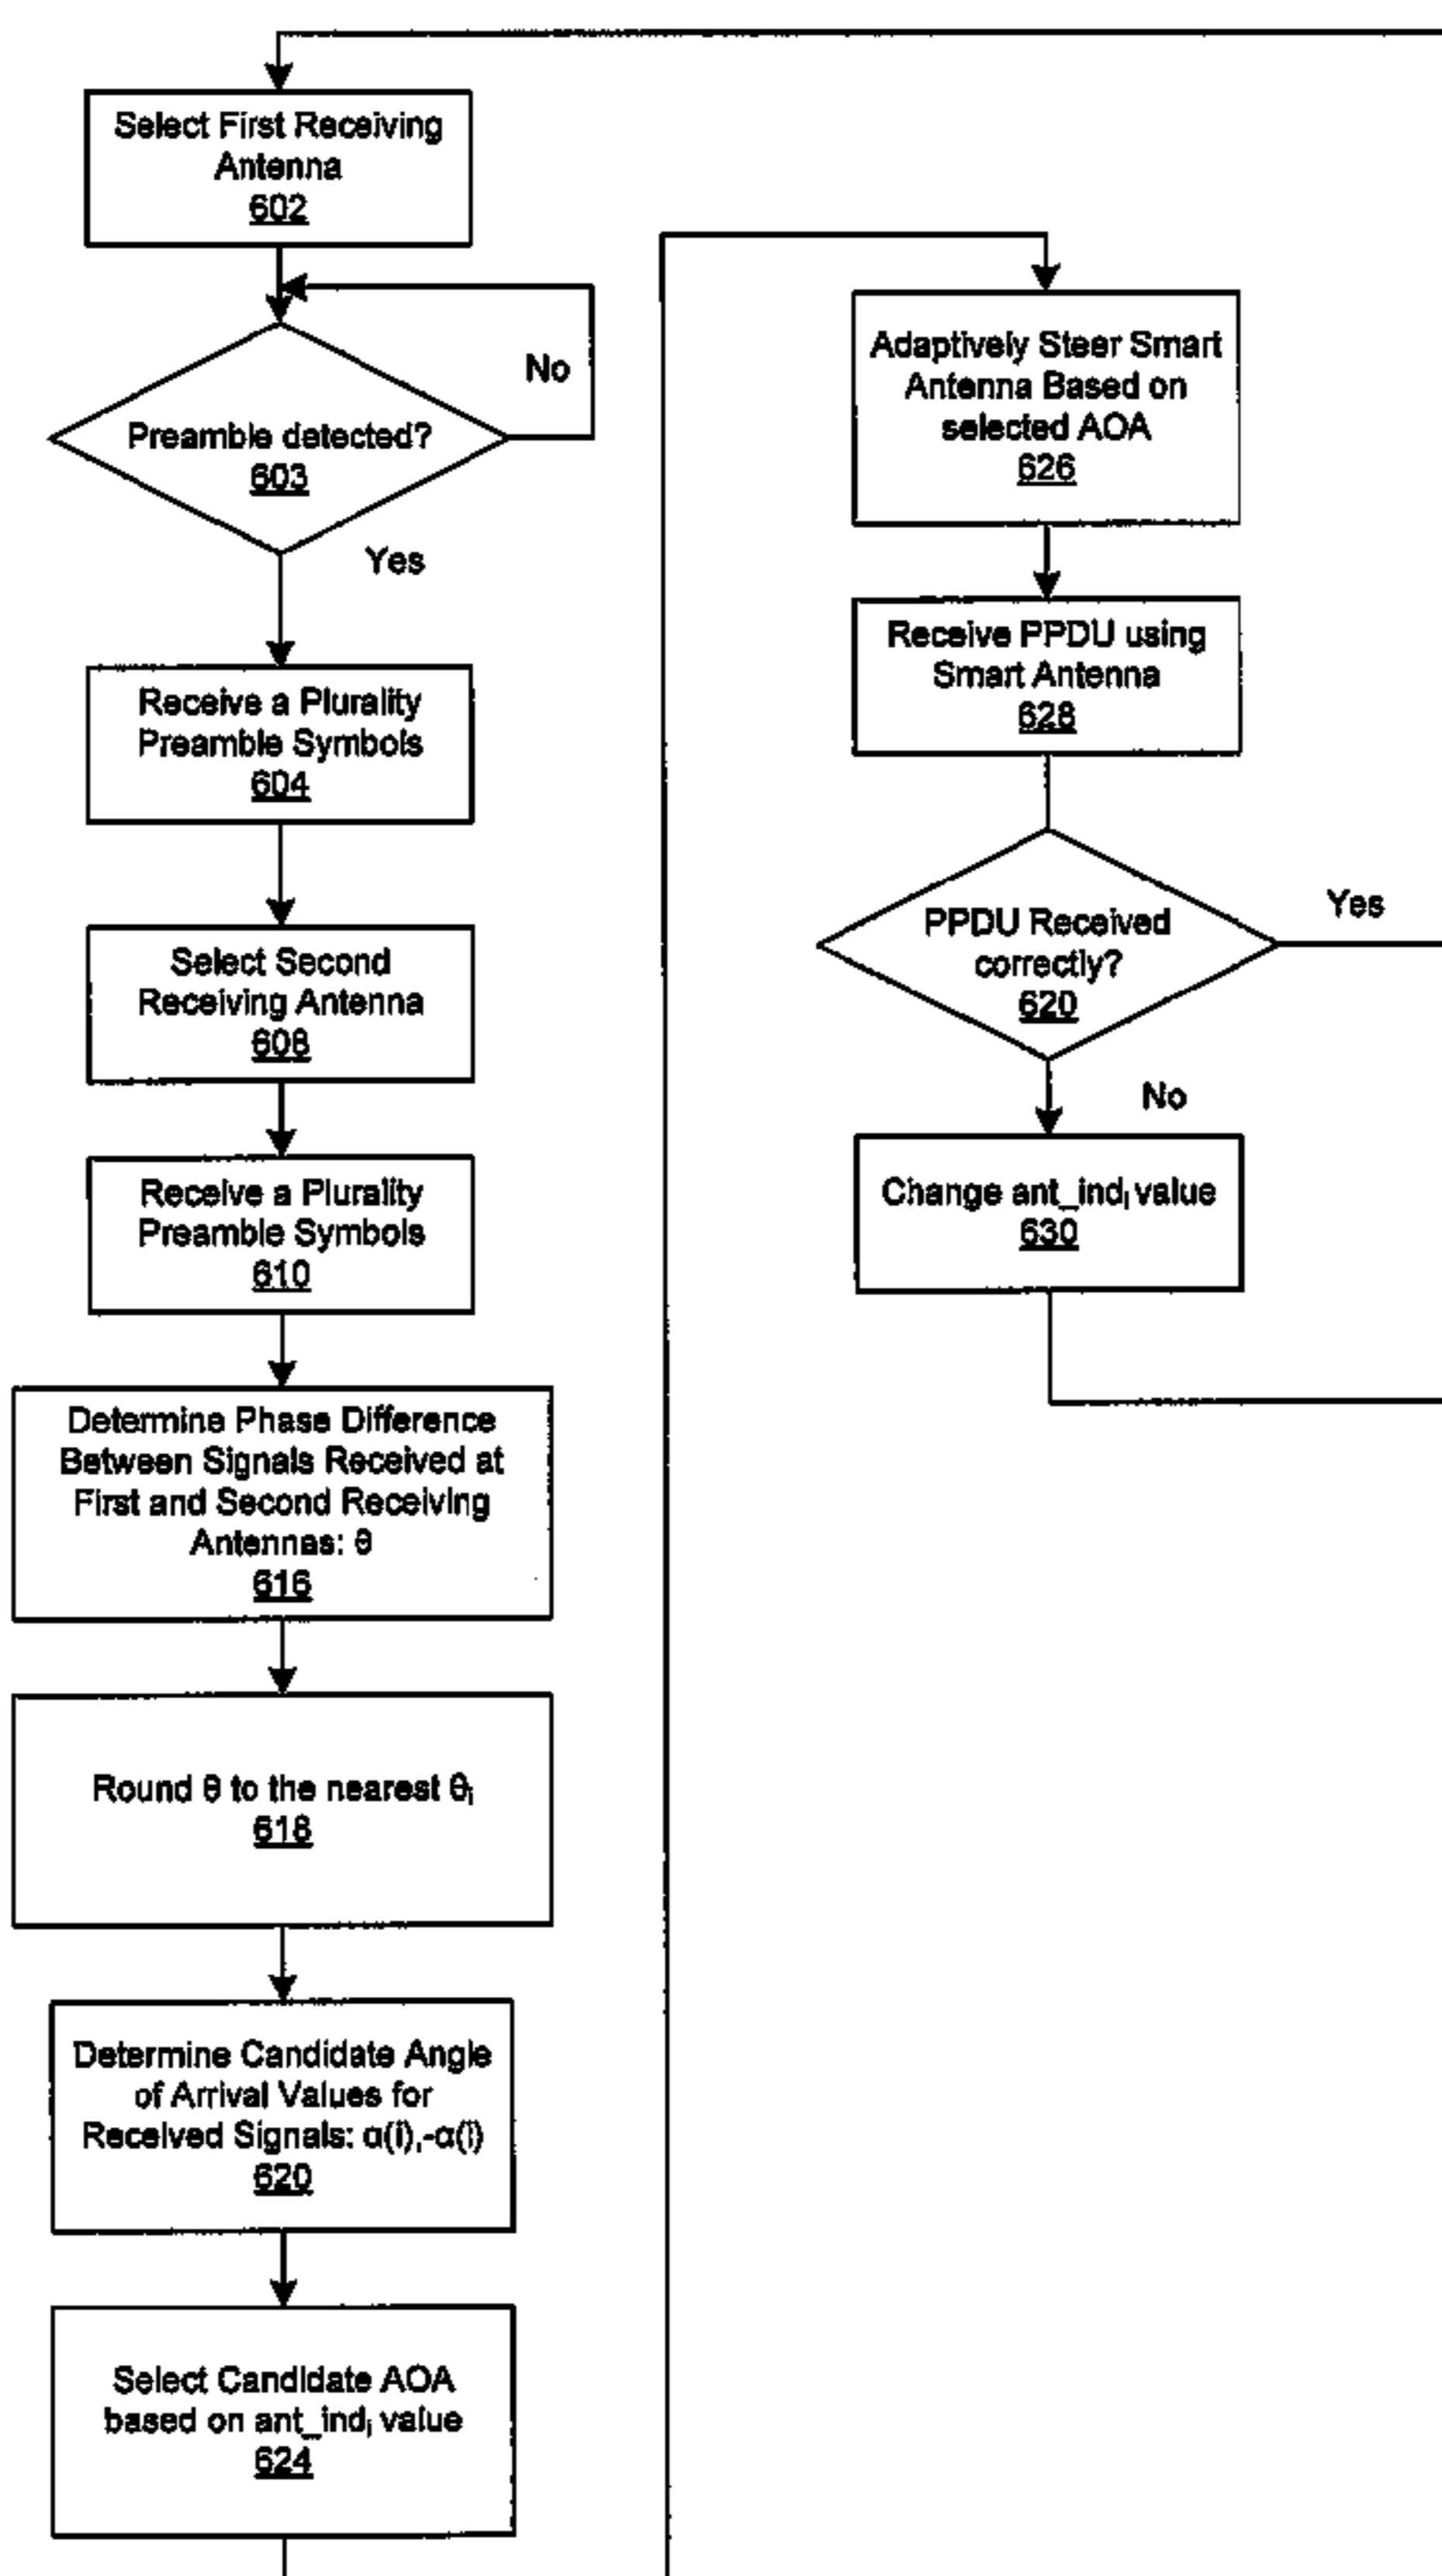 Select First Receiving
Antenna
602
No
Preamble detected?
603
Yes
Receive a Plurality
Preamble Symbols
604
Select Second
Receiving Antenna
608
Receive a Plurality
Preamble Symbols
610
Determine Phase Difference
Between Signals Received at
First and Second Receiving
Antennas: θ
616
Round θ to the nearest θᵢ
618
Determine Candidate Angle
of Arrival Values for
Received Signals: α(i),-α(i)
620
Select Candidate AOA
based on ant_indᵢ value
624
Adaptively Steer Smart
Antenna Based on
selected AOA
626
Receive PPDU using
Smart Antenna
628
PPDU Received
correctly?
620
Yes
No
Change ant_indᵢ value
630